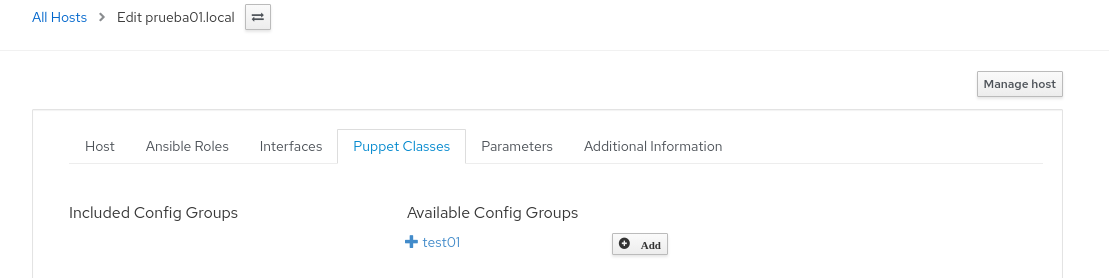 All Hosts > Edit prueba01.local
Manage host
Host Ansible Roles Interfaces Puppet Classes Parameters Additional Information
Included Config Groups Available Config Groups
test01 Add